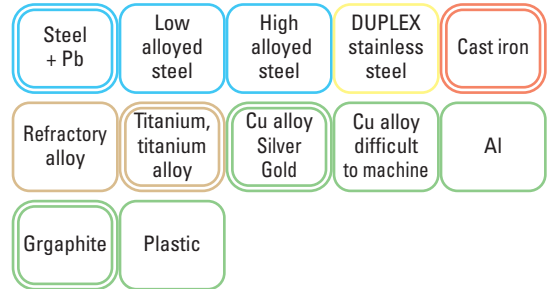 Steel
+ Pb
Low
alloyed
steel
High
alloyed
steel
DUPLEX
stainless
steel
Cast iron
Refractory
alloy
Titanium,
titanium
alloy
Cu alloy
Silver
Gold
Cu alloy
difficult
to machine
Al
Grgaphite
Plastic